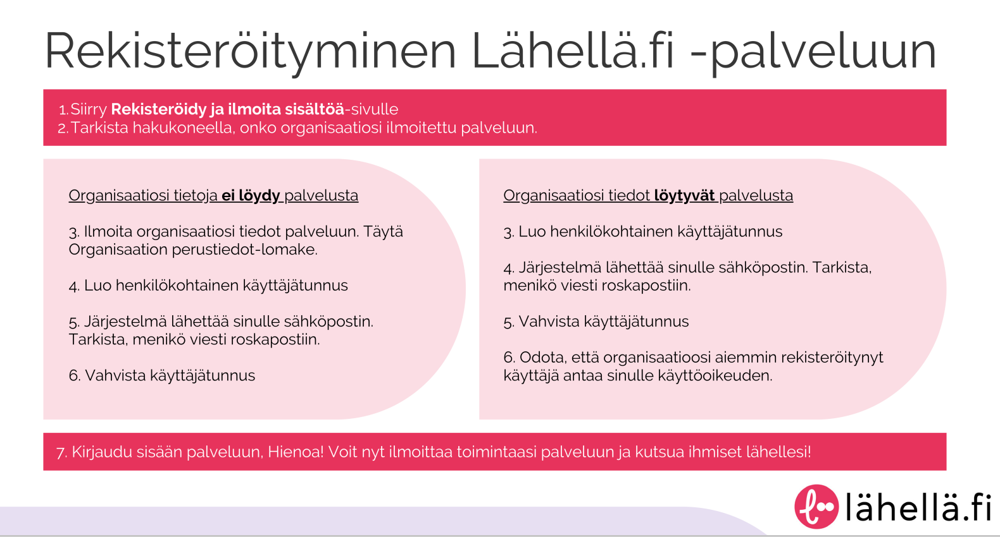 Rekisteröityminen Lähellä.fi -palveluun
1. Siirry Rekisteröidy ja ilmoita sisältöä-sivulle
2. Tarkista hakukoneella, onko organisaatiosi ilmoitettu palveluun.
Organisaatiosi tietoja ei löydy palvelusta
3. Ilmoita organisaatiosi tiedot palveluun. Täytä
Organisaation perustiedot-lomake.
4. Luo henkilökohtainen käyttäjätunnus
5. Järjestelmä lähettää sinulle sähköpostin.
Tarkista, menikö viesti roskapostiin.
6. Vahvista käyttäjätunnus
Organisaatiosi tiedot löytyvät palvelusta
3. Luo henkilökohtainen käyttäjätunnus
4. Järjestelmä lähettää sinulle sähköpostin. Tarkista,
menikö viesti roskapostiin.
5. Vahvista käyttäjätunnus
6. Odota, että organisaatioosi aiemmin rekisteröitynyt
käyttäjä antaa sinulle käyttöoikeuden.
7. Kirjaudu sisään palveluun, Hienoa! Voit nyt ilmoittaa toimintaasi palveluun ja kutsua ihmiset lähellesi!
lähellä.fi